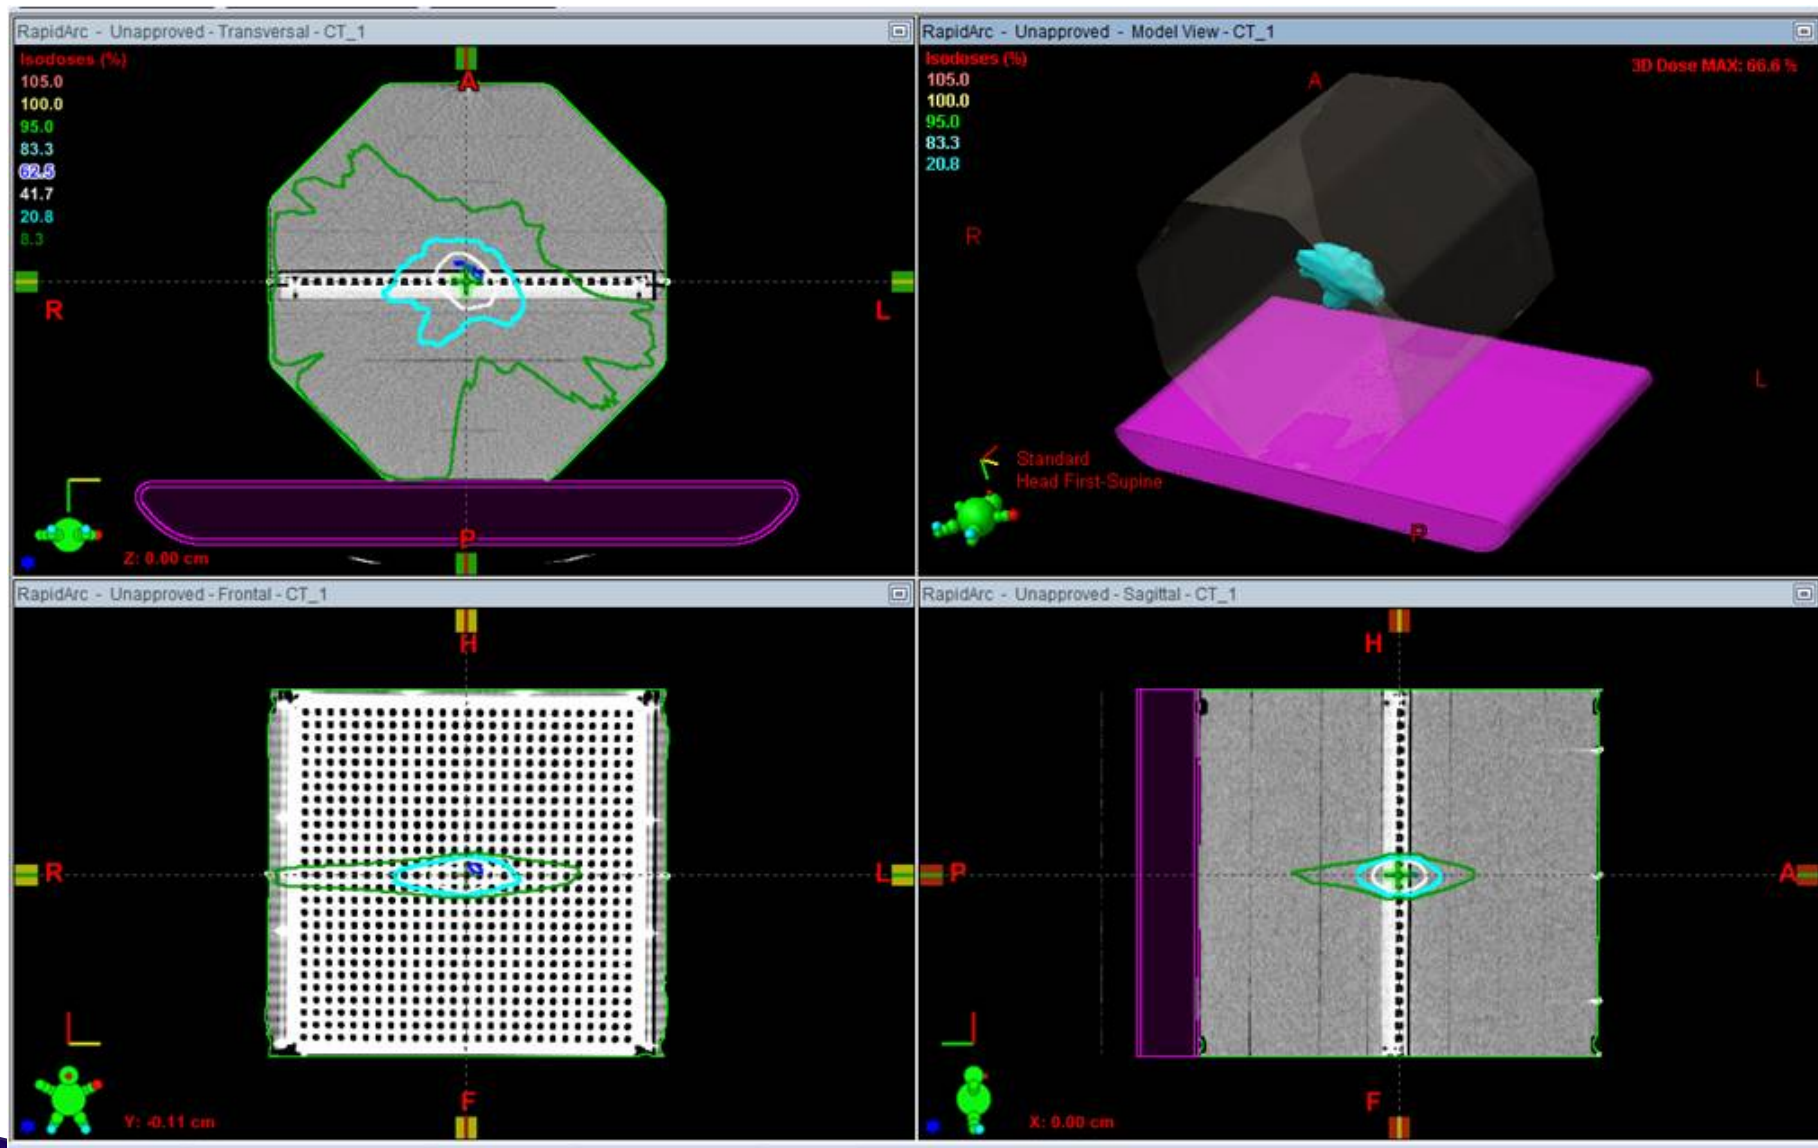 RapidArc - Unapproved - Transversal - CT_1
Isodoses (%)
105.0
100.0
95.0
83.3
62.5
41.7
20.8
8.3
A
R
L
P
Z: 0.00 cm
RapidArc - Unapproved - Model View - CT_1
Isodoses (%)
105.0
100.0
95.0
83.3
20.8
3D Dose MAX: 66.6 %
A
R
L
Standard
Head First-Supine
P
RapidArc - Unapproved - Frontal - CT_1
H
R
L
F
Y: -0.11 cm
RapidArc - Unapproved - Sagittal - CT_1
H
P
A
F
X: 0.00 cm